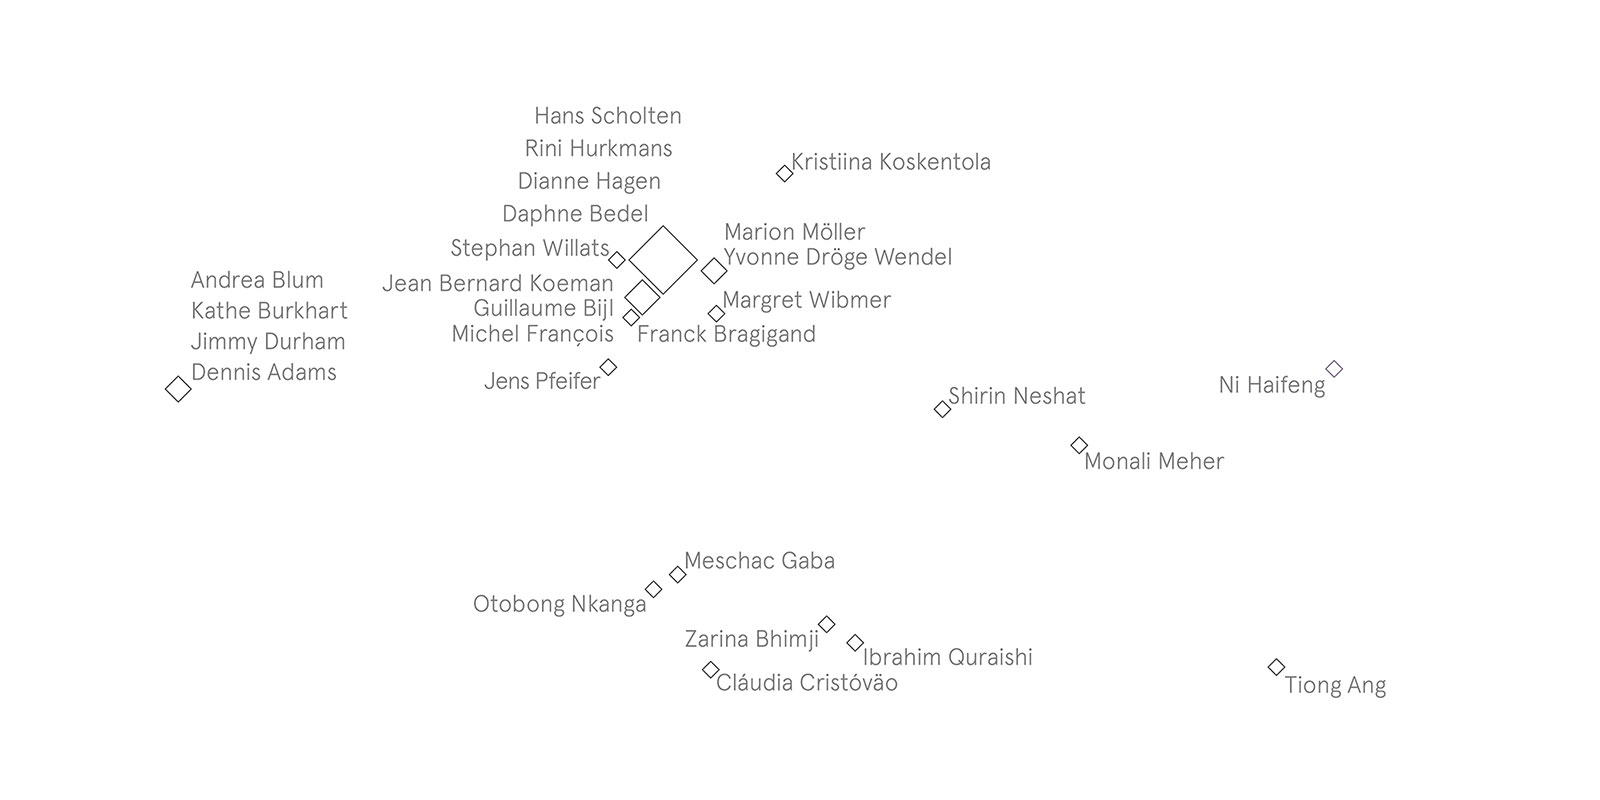 Hans Scholten
Rini Hurkmans
Dianne Hagen
Daphne Bedel
Stephan Willats
Kristiina Koskentola
Marion Möller
Yvonne Dröge Wendel
Jean Bernard Koeman
Guillaume Bijl
Michel François
Margret Wibmer
Franck Bragigand
Jens Pfeifer
Andrea Blum
Kathe Burkhart
Jimmy Durham
Dennis Adams
Shirin Neshat
Ni Haifeng
Monali Meher
Meschac Gaba
Otobong Nkanga
Zarina Bhimji
Ibrahim Quraishi
Cláudia Cristóväo
Tiong Ang